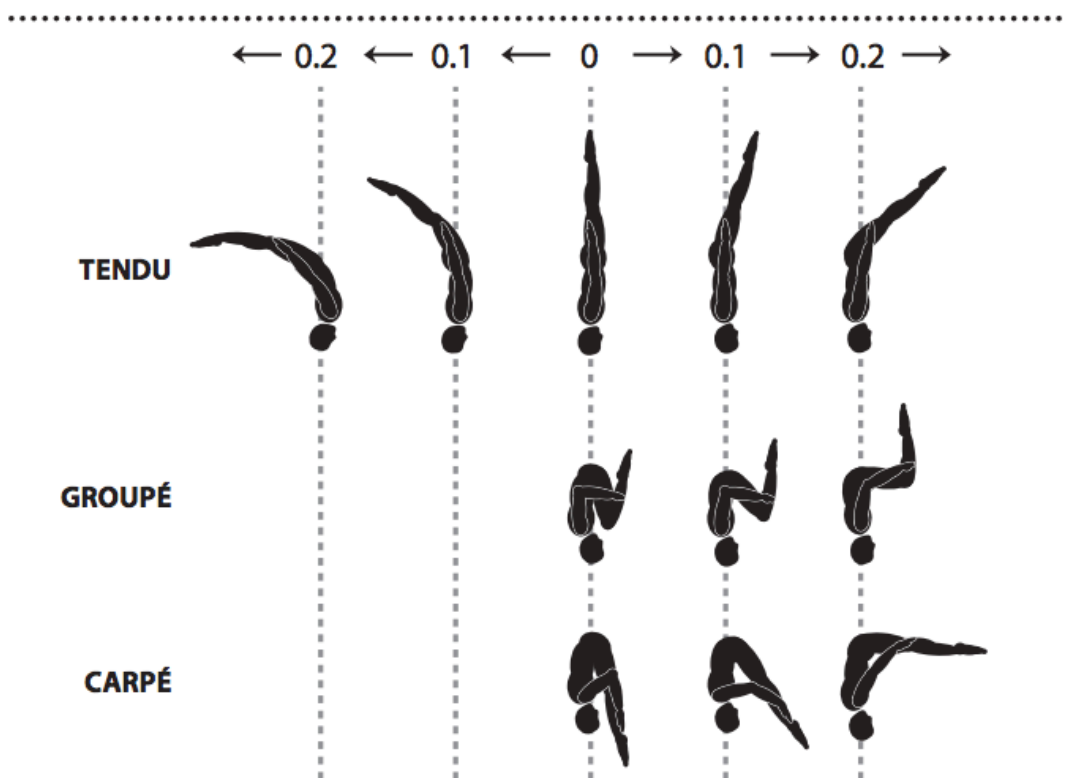 ← 0.2 ← 0.1 ← 0 → 0.1 → 0.2 →
TENDU
GROUPÉ
CARPÉ